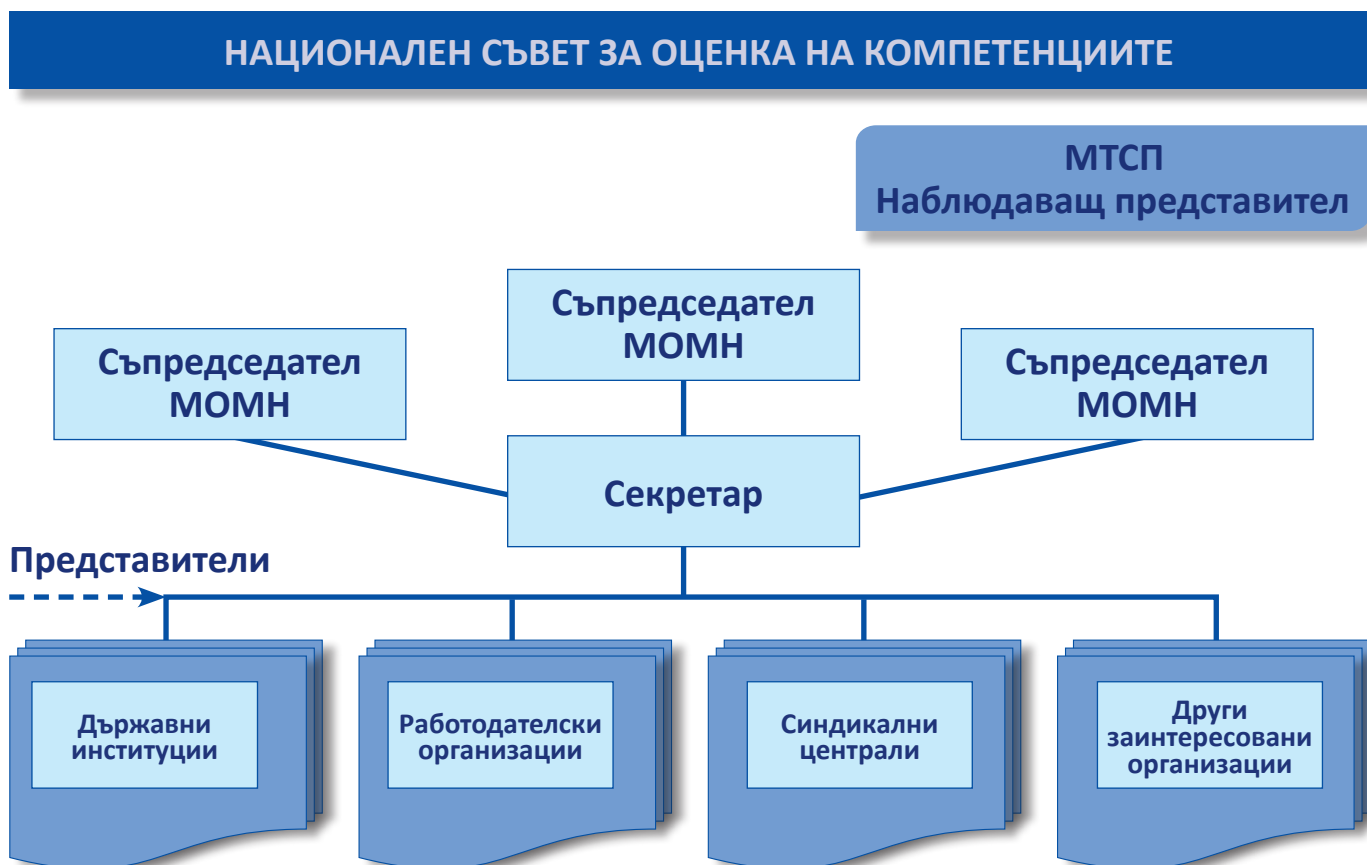 НАЦИОНАЛЕН СЪВЕТ ЗА ОЦЕНКА НА КОМПЕТЕНЦИИТЕ
МТСП
Наблюдаващ представител
Съпредседател
МОМН
Съпредседател
МОМН
Съпредседател
МОМН
Секретар
Представители
Държавни
институции
Работодателски
организации
Синдикални
централи
Други
заинтересовани
организации